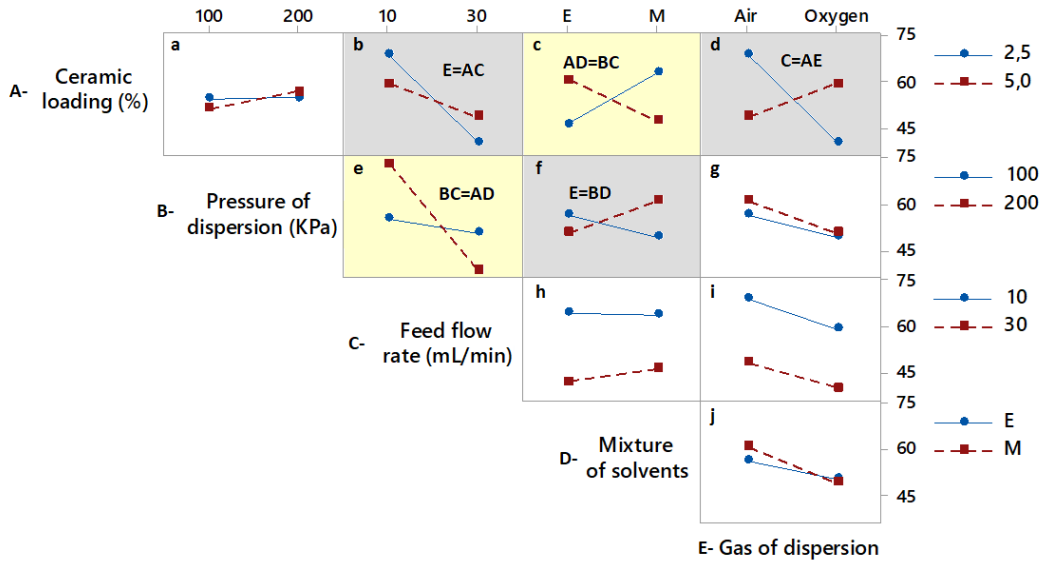 100 200 10 30 E M Air Oxygen
a b c d 75
E=AC AD=BC C=AE 2,5
A- Ceramic loading (%) 60 5,0
45
75
e f g
BC=AD E=BD 100
B- Pressure of dispersion (KPa) 60 200
45
75
h i
10
C- Feed flow rate (mL/min) 60 30
45
75
j
E
D- Mixture of solvents 60 M
45
E- Gas of dispersion